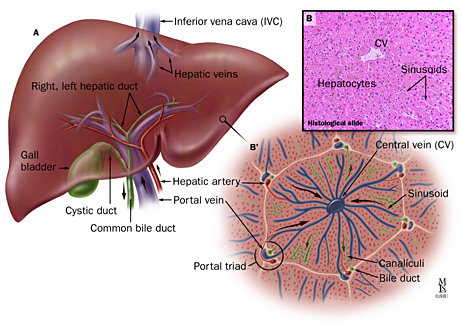 A
Inferior vena cava (IVC)
Hepatic veins
Right, left hepatic duct
Gall
bladder
Cystic duct
Common bile duct
Hepatic artery
Portal vein
Portal triad
B
CV
Hepatocytes
Sinusoids
Histological slide
B'
Central vein (CV)
Sinusoid
Canaliculi
Bile duct
©JHU